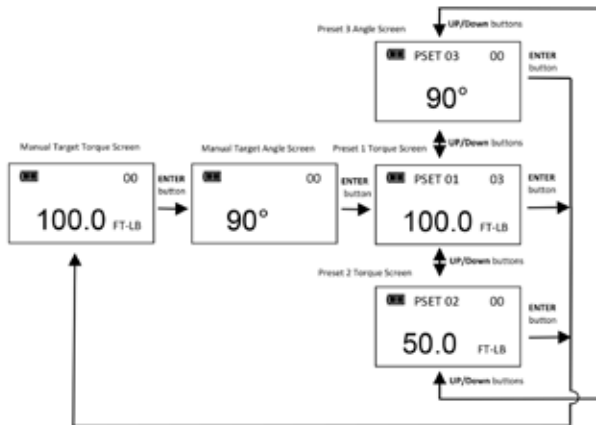 UP/Down buttons
Preset 3 Angle Screen
PSET 03 00
90°
ENTER
button
UP/Down buttons
Manual Target Torque Screen
00
100.0 FT-LB
ENTER
button
Manual Target Angle Screen
00
90°
ENTER
button
Preset 1 Torque Screen
PSET 01 03
100.0 FT-LB
ENTER
button
UP/Down buttons
Preset 2 Torque Screen
PSET 02 00
50.0 FT-LB
ENTER
button
UP/Down buttons